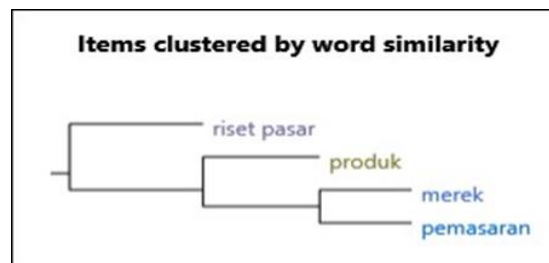 Items clustered by word similarity
riset pasar
produk
merek
pemasaran